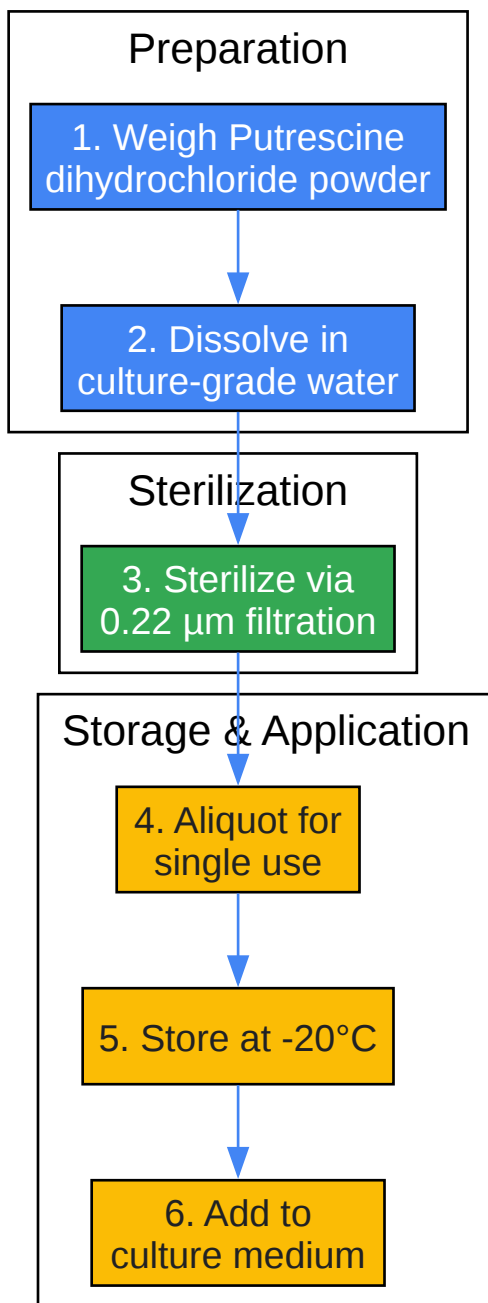 Preparation
1. Weigh Putrescine
dihydrochloride powder
2. Dissolve in
culture-grade water
Sterilization
3. Sterilize via
0.22 µm filtration
Storage & Application
4. Aliquot for
single use
5. Store at -20°C
6. Add to
culture medium